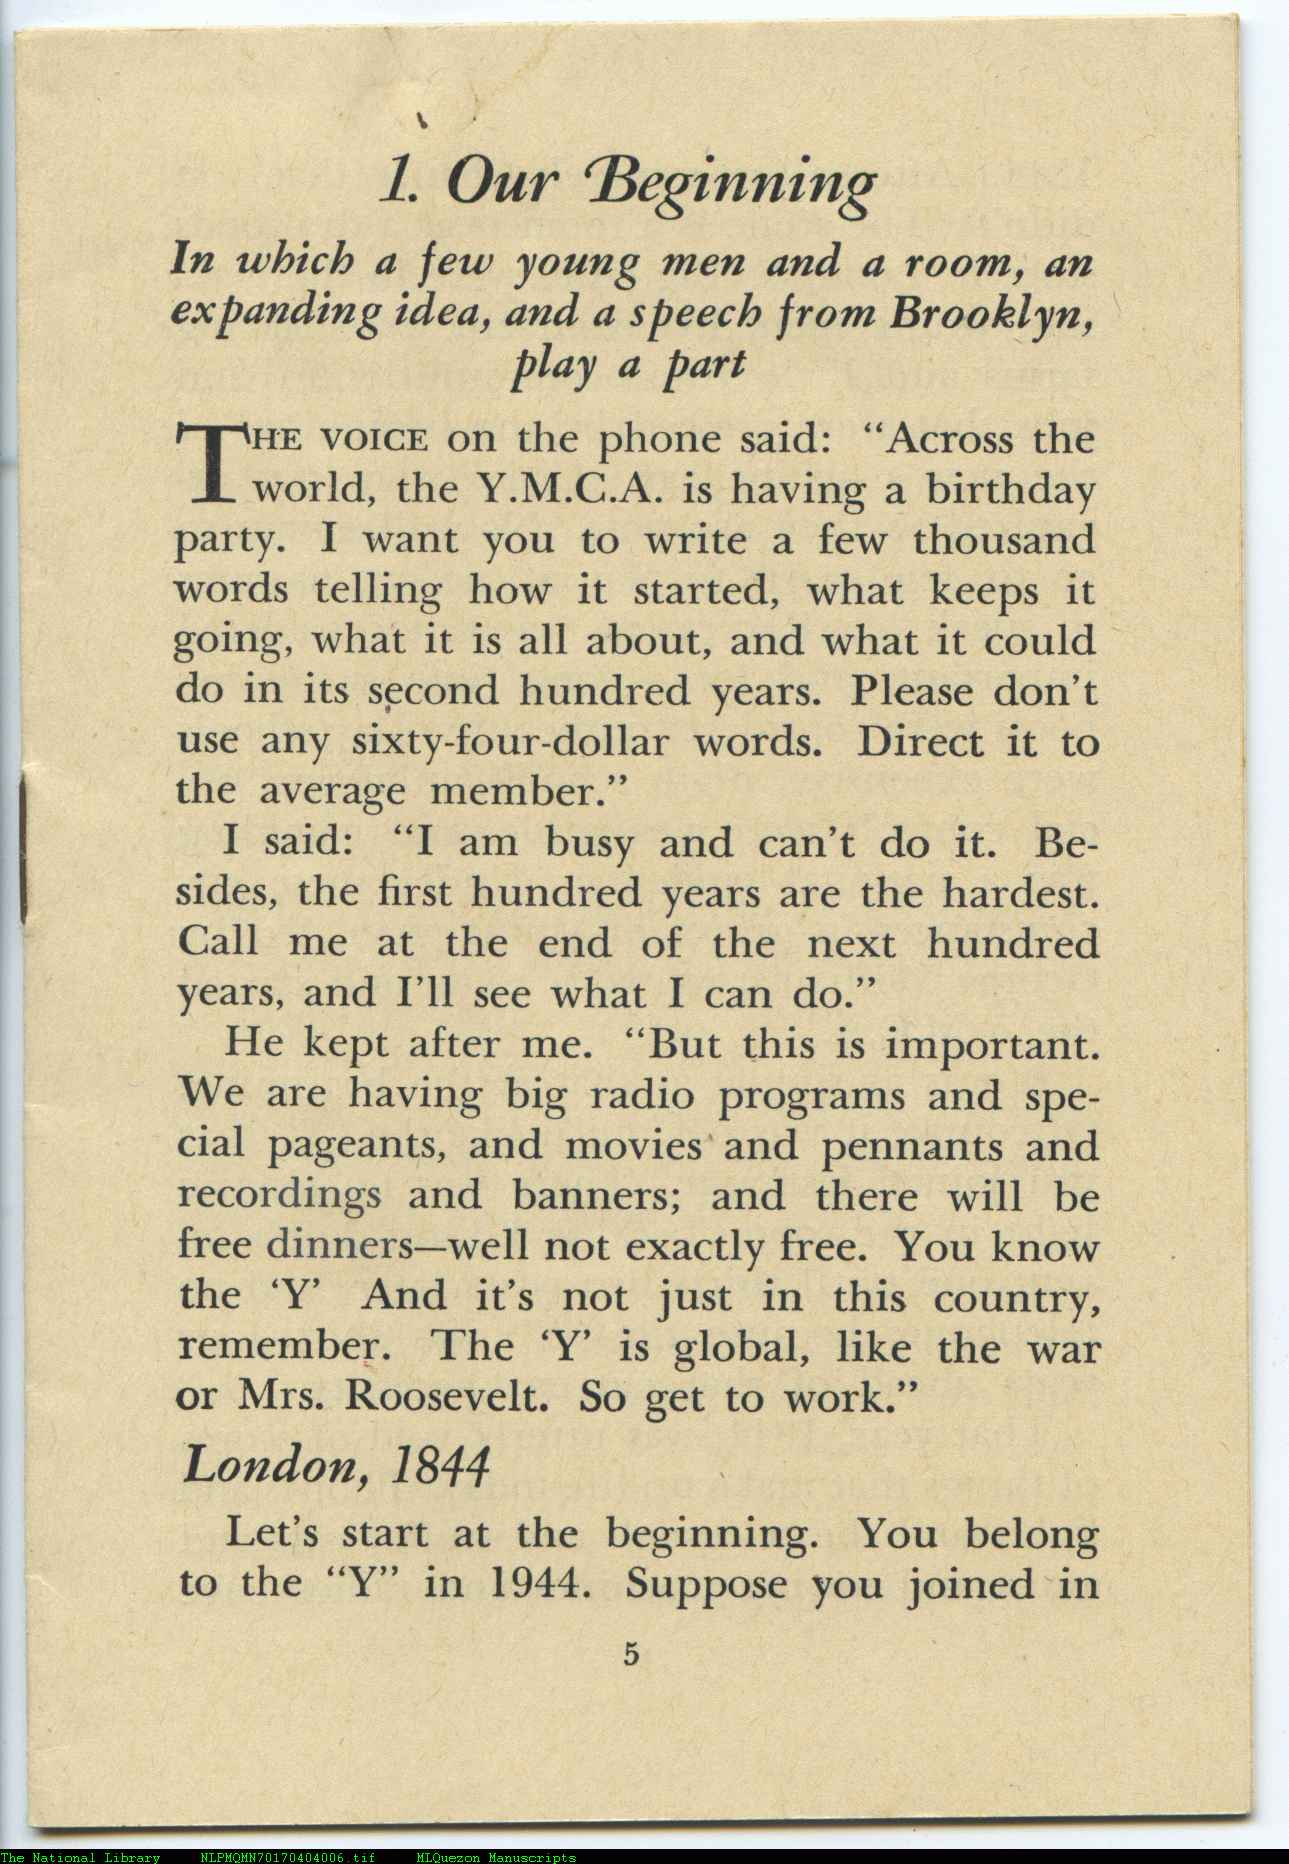 1. Our Beginning
In which a few young men and a room, an
expanding idea, and a speech from Brooklyn,
play a part
THE VOICE on the phone said: “Across the
world, the Y.M.C.A. is having a birthday
party. I want you to write a few thousand
words telling how it started, what keeps it
going, what it is all about, and what it could
do in its second hundred years. Please don’t
use any sixty-four-dollar words. Direct it to
the average member.”
I said: “I am busy and can’t do it. Be-
sides, the first hundred years are the hardest.
Call me at the end of the next hundred
years, and I’ll see what I can do.”
He kept after me. “But this is important.
We are having big radio programs and spe-
cial pageants, and movies and pennants and
recordings and banners; and there will be
free dinners—well not exactly free. You know
the ‘Y’ And it’s not just in this country,
remember. The ‘Y’ is global, like the war
or Mrs. Roosevelt. So get to work.”
London, 1844
Let’s start at the beginning. You belong
to the “Y” in 1944. Suppose you joined in
5
The National Library NLPMQMN70170404006.tif MLQuezon Manuscripts